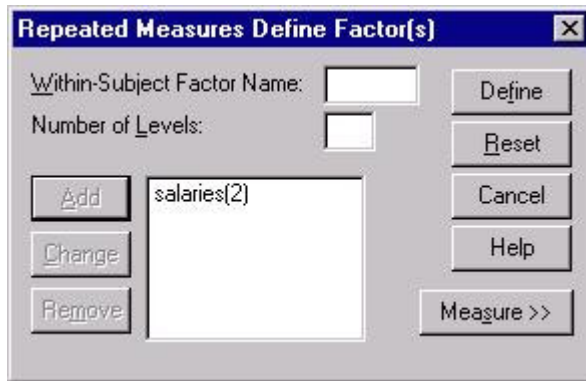 Repeated Measures Define Factor(s)
Within-Subject Factor Name:
Number of Levels:
Define
Reset
Add
salaries(2)
Cancel
Change
Help
Remove
Measure >>